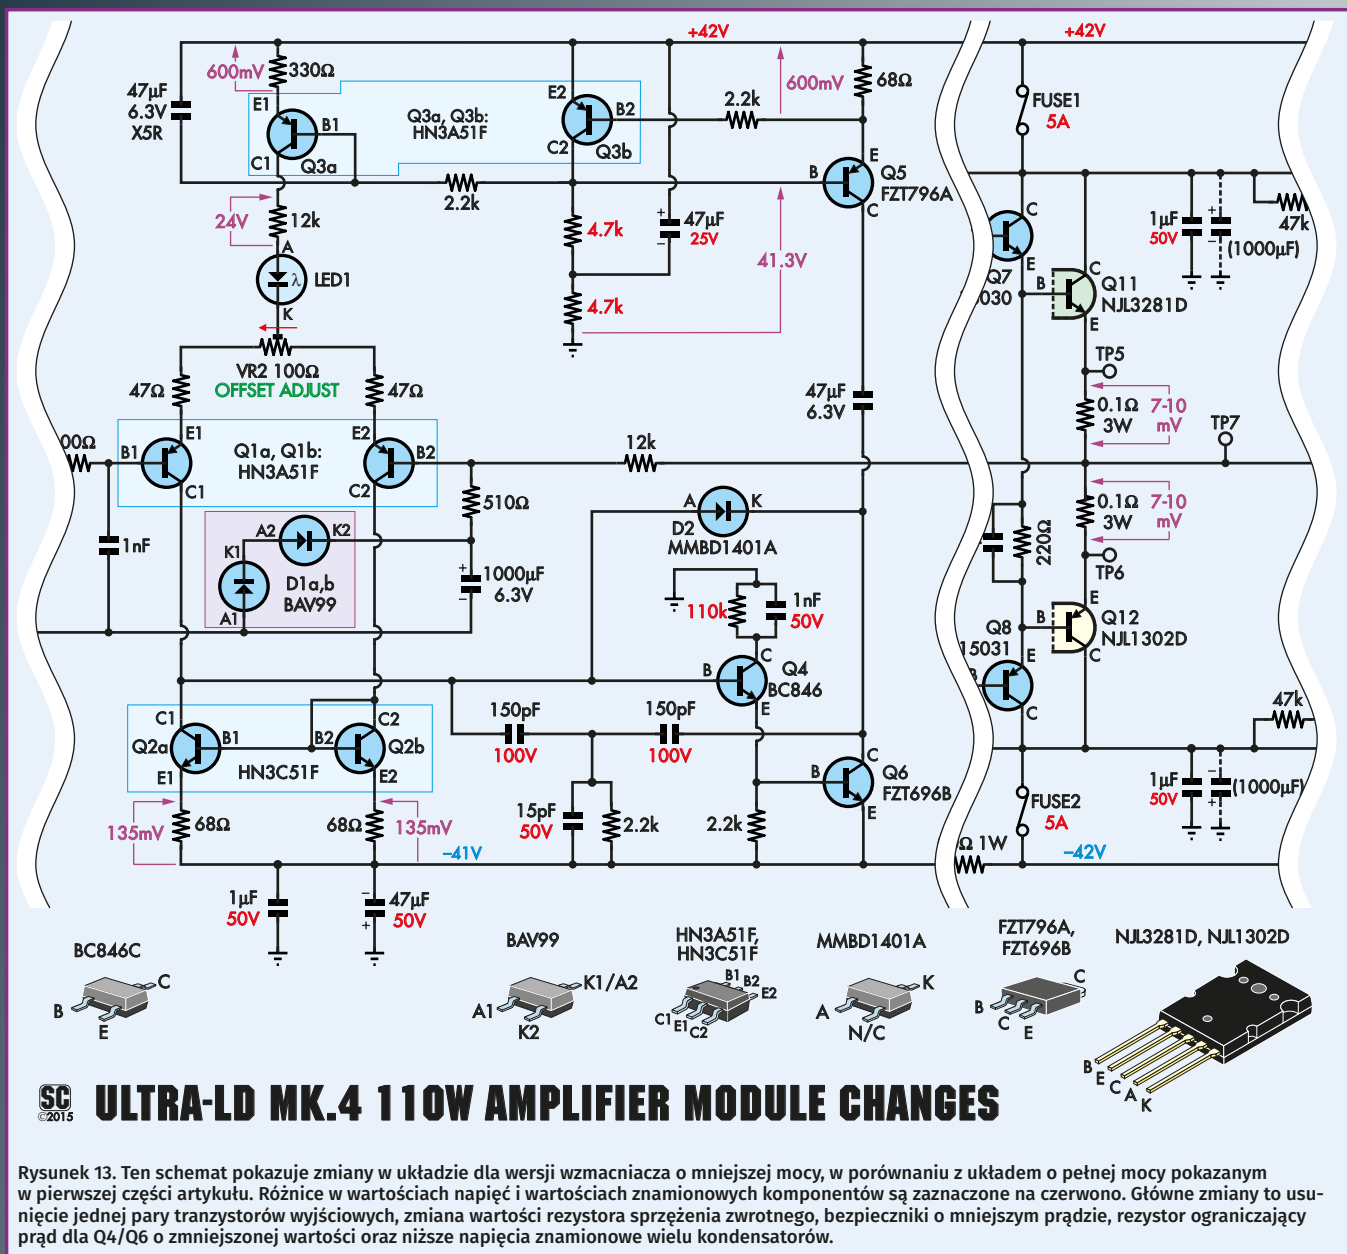 +42V
+42V
600mV
330Ω
600mV
68Ω
47µF
6.3V
X5R
E1
B1
C1
Q3a
Q3a, Q3b:
HN3A51F
E2
B2
C2
Q3b
2.2k
FUSE1
5A
2.2k
B
E
C
Q5
FZT796A
24V
12k
4.7k
47µF
25V
+
–
41.3V
A
λ
LED1
K
4.7k
C
E
Q7
030
B
C
Q11
NJL3281D
E
1µF
50V
+
–
(1000µF)
47k
VR2 100Ω
OFFSET ADJUST
47Ω
47Ω
47µF
6.3V
TP5
0.1Ω
3W
7-10
mV
TP7
00Ω
B1
E1
C1
Q1a, Q1b:
HN3A51F
E2
B2
C2
12k
510Ω
1nF
A2
K2
K1
A1
D1a,b
BAV99
+
–
1000µF
6.3V
A
K
D2
MMBD1401A
220Ω
0.1Ω
3W
7-10
mV
TP6
110k
1nF
50V
B
C
E
Q4
BC846
Q8
15031
B
E
C
B
E
Q12
NJL1302D
C
47k
C1
Q2a
B1
E1
HN3C51F
B2
C2
Q2b
E2
150pF
100V
150pF
100V
C
B
E
Q6
FZT696B
1µF
50V
–
+
(1000µF)
135mV
68Ω
68Ω
135mV
15pF
50V
2.2k
2.2k
FUSE2
5A
–41V
Ω 1W
–42V
1µF
50V
–
+
47µF
50V
BC846C
B
C
E
BAV99
A1
K1/A2
K2
HN3A51F,
HN3C51F
B1
B2
E2
C1
E1
C2
MMBD1401A
A
K
N/C
FZT796A,
FZT696B
B
C
C
E
NJL3281D, NJL1302D
B
E
C
A
K
SC
©2015
ULTRA-LD MK.4 110W AMPLIFIER MODULE CHANGES
Rysunek 13. Ten schemat pokazuje zmiany w układzie dla wersji wzmacniacza o mniejszej mocy, w porównaniu z układem o pełnej mocy pokazanym
w pierwszej części artykułu. Różnice w wartościach napięć i wartościach znamionowych komponentów są zaznaczone na czerwono. Główne zmiany to usu-
nięcie jednej pary tranzystorów wyjściowych, zmiana wartości rezystora sprzężenia zwrotnego, bezpieczniki o mniejszym prądzie, rezystor ograniczający
prąd dla Q4/Q6 o zmniejszonej wartości oraz niższe napięcia znamionowe wielu kondensatorów.